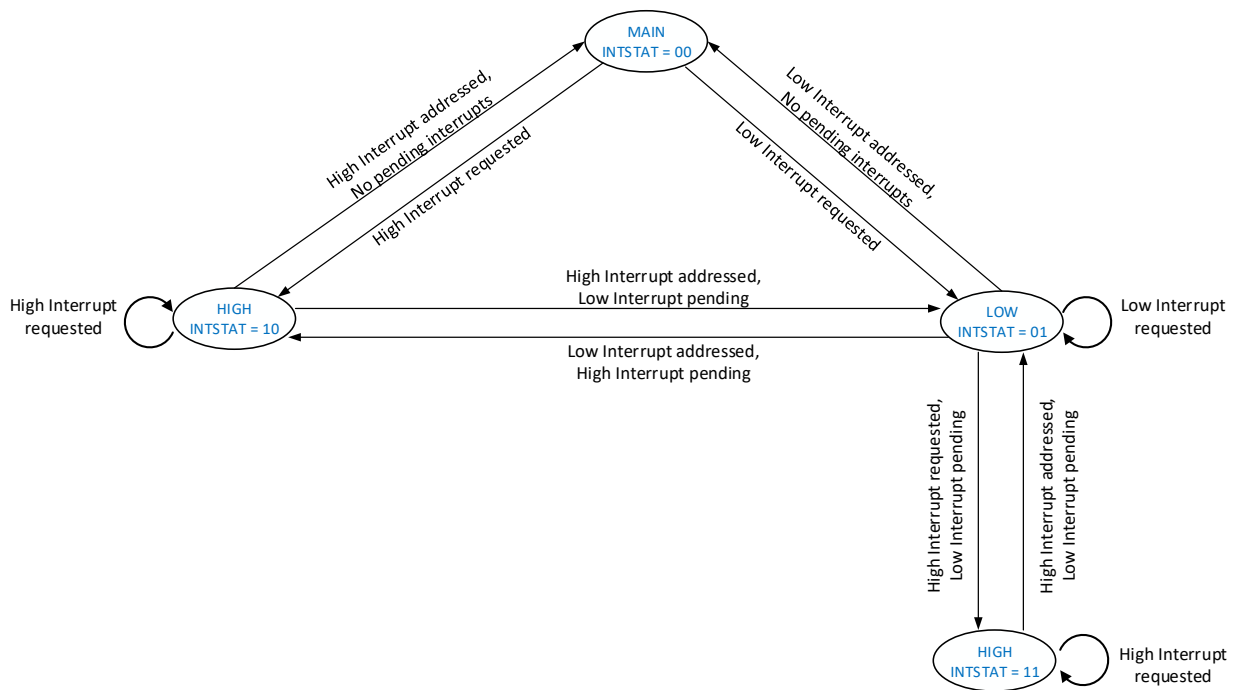 MAIN
INTSTAT = 00
High Interrupt addressed,
No pending interrupts
High Interrupt requested
Low Interrupt requested
Low Interrupt addressed,
No pending interrupts
High Interrupt
requested
HIGH
INTSTAT = 10
High Interrupt addressed,
Low Interrupt pending
Low Interrupt addressed,
High Interrupt pending
LOW
INTSTAT = 01
Low Interrupt
requested
High Interrupt requested,
Low Interrupt pending
High Interrupt addressed,
Low Interrupt pending
HIGH
INTSTAT = 11
High Interrupt
requested